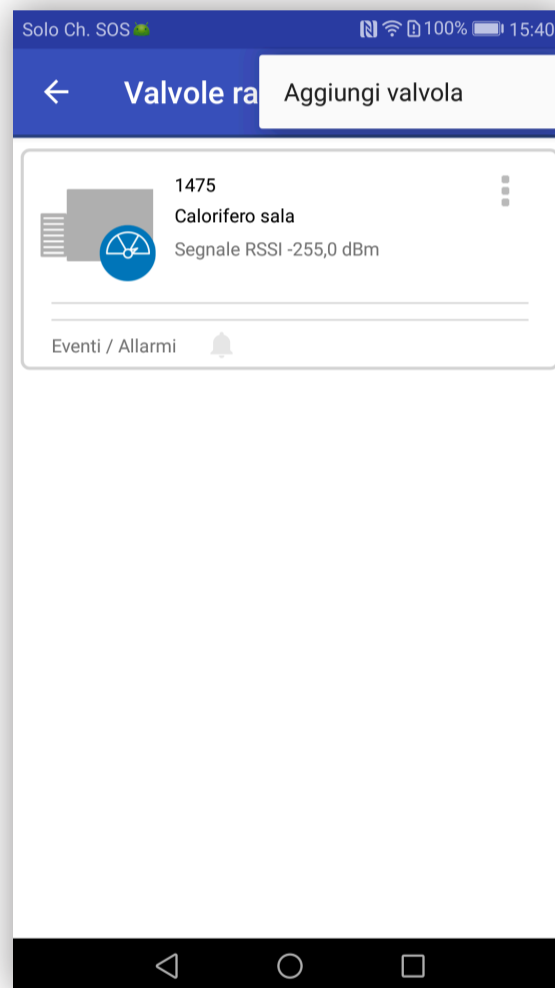 Solo Ch. SOS 100% 15:40
Valvole ra
Aggiungi valvola
1475
Calorifero sala
Segnale RSSI -255,0 dBm
Eventi / Allarmi